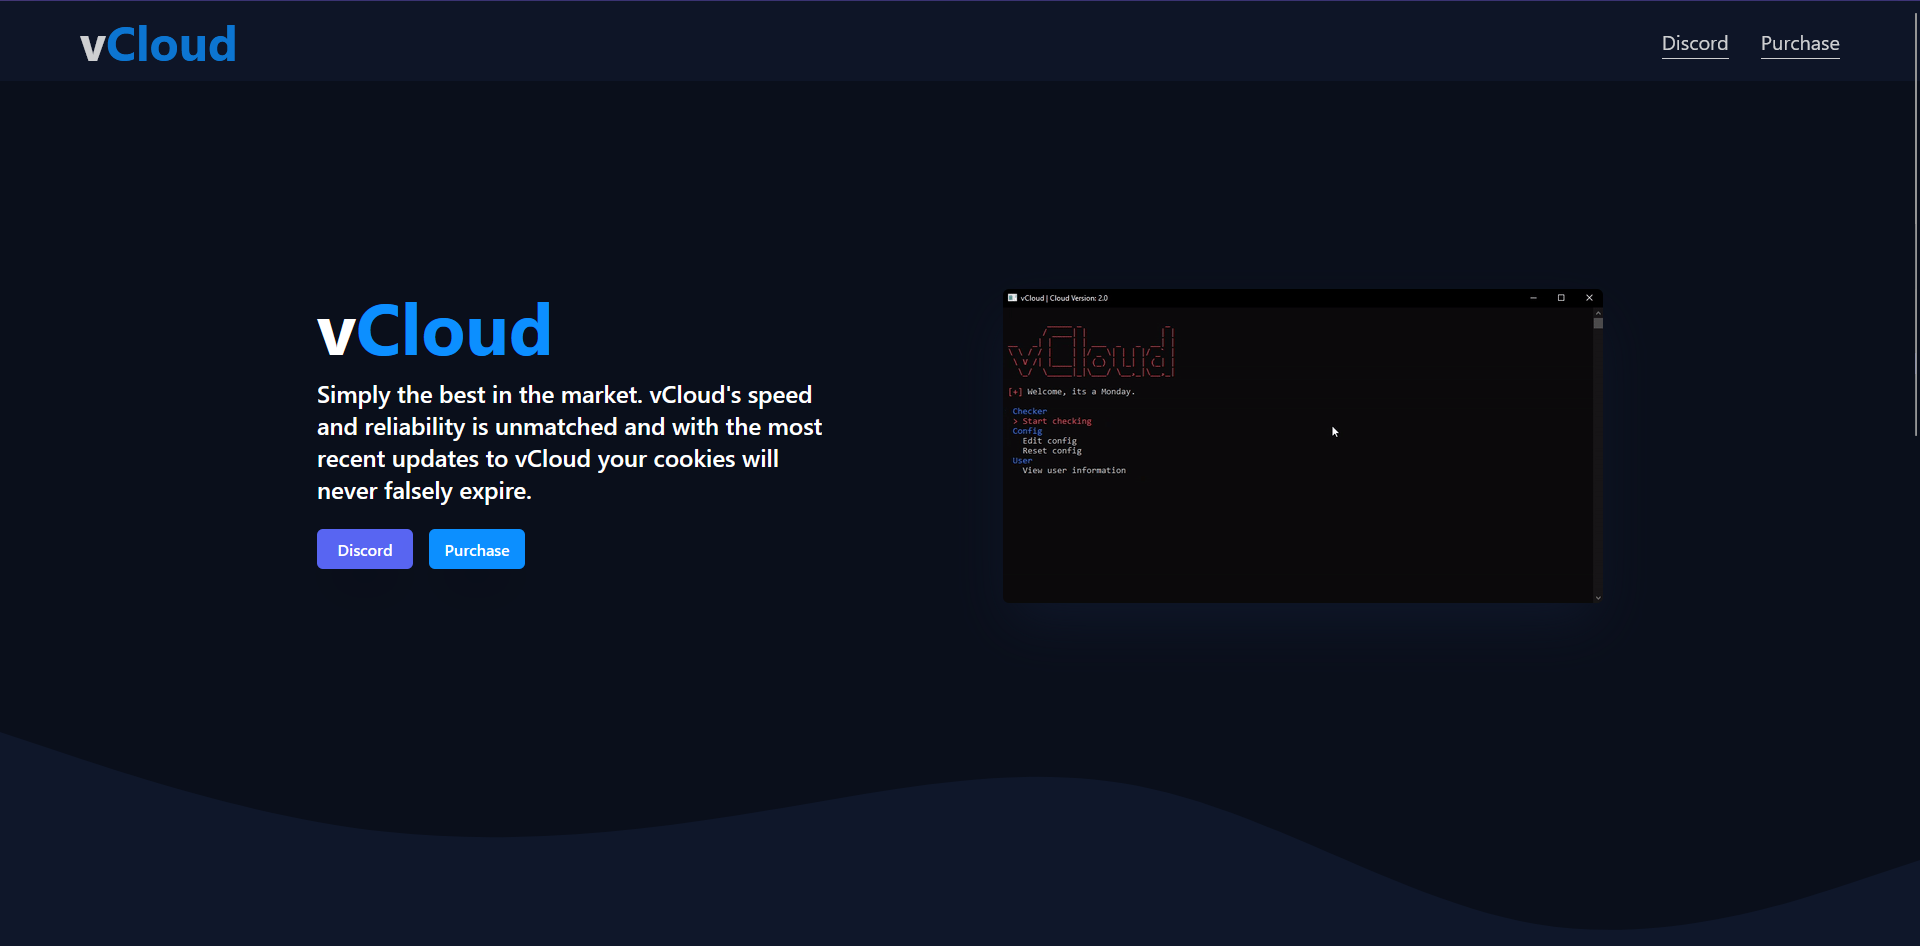 vCloud
Discord
Purchase
vCloud
Simply the best in the market. vCloud's speed
and reliability is unmatched and with the most
recent updates to vCloud your cookies will
never falsely expire.
Discord
Purchase
vCloud | Cloud Version: 2.0
vCloud
[+] Welcome, its a Monday.
Checker
> Start checking
Config
Edit config
Reset config
User
View user information